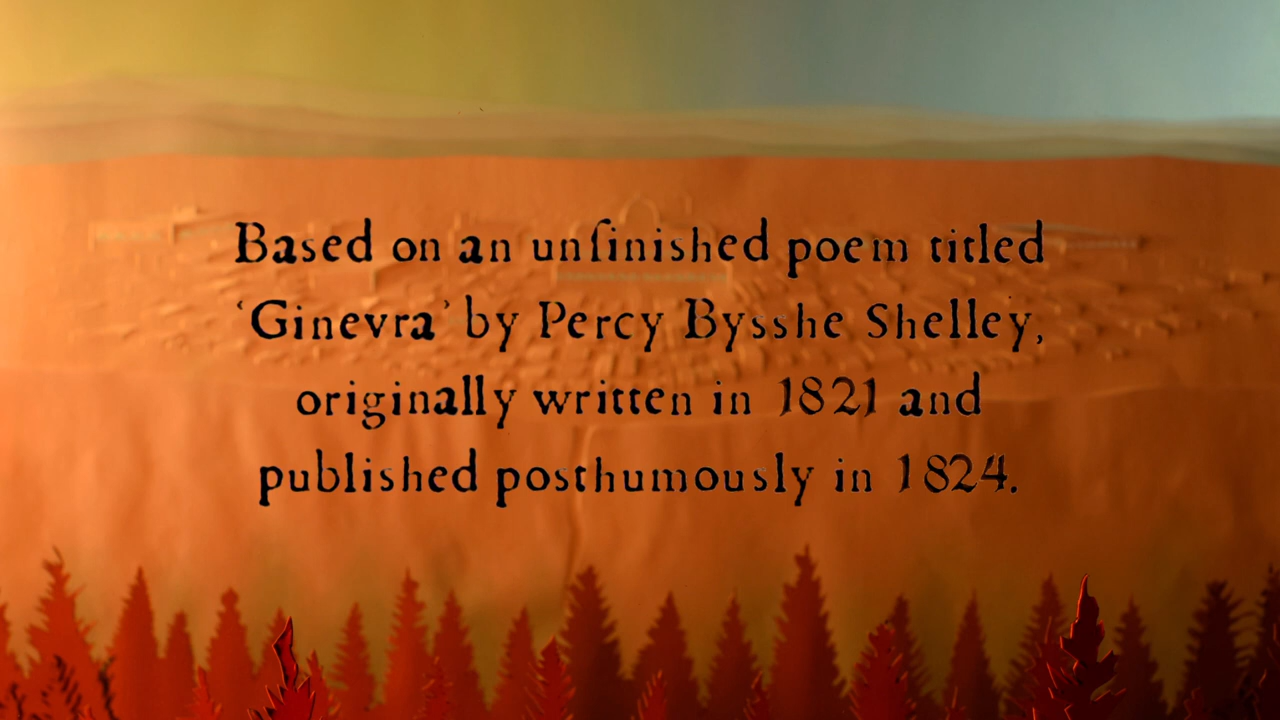 Based on an unfinished poem titled
‘Ginevra’ by Percy Bysshe Shelley,
originally written in 1821 and
published posthumously in 1824.